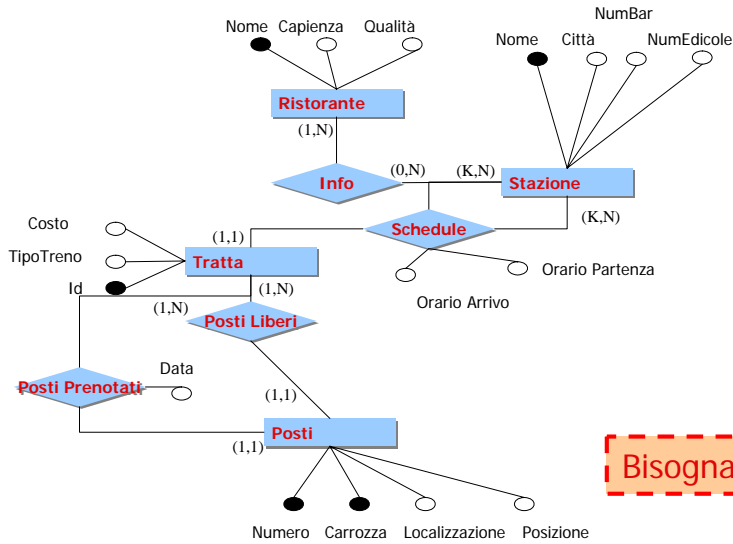 NumBar
Nome Capienza Qualità
Nome Città NumEdicole
Ristorante
(1,N)
Info
(0,N) (K,N)
Stazione
(K,N)
Costo
Schedule
(1,1)
TipoTreno
Tratta
Orario Partenza
Id
(1,N)
Orario Arrivo
(1,N)
Posti Liberi
Data
Posti Prenotati
(1,1)
Posti
(1,1)
Bisogna
Numero Carrozza Localizzazione Posizione